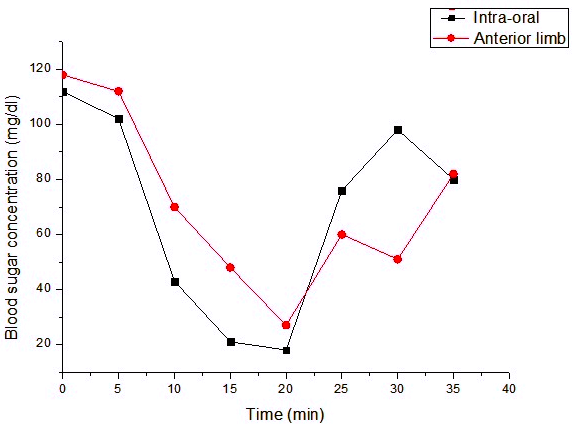 Intra-oral
Anterior limb
120
100
80
60
40
20
Blood sugar concentration (mg/dl)
0 5 10 15 20 25 30 35 40
Time (min)